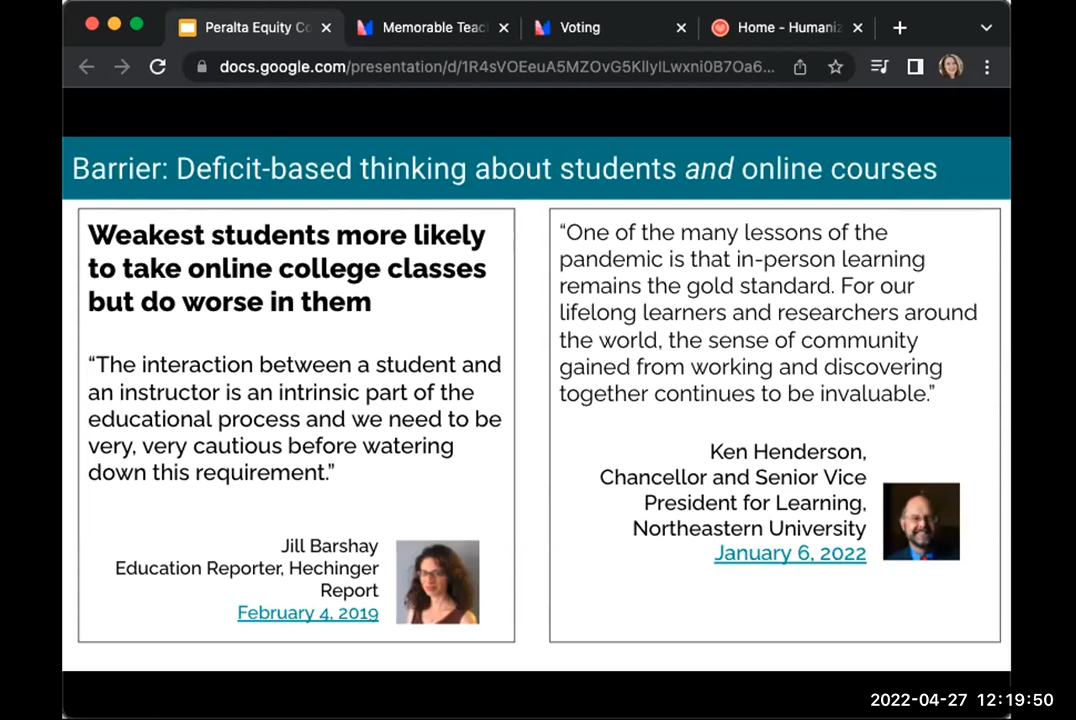 Peralta Equity Co
Memorable Teac
Voting
Home - Humaniz
docs.google.com/presentation/d/1R4sVOEeuA5MZOvG5KllylLwxni0B7Oa6...
Barrier: Deficit-based thinking about students and online courses
Weakest students more likely
to take online college classes
but do worse in them
“The interaction between a student and
an instructor is an intrinsic part of the
educational process and we need to be
very, very cautious before watering
down this requirement.”
Jill Barshay
Education Reporter, Hechinger
Report
February 4, 2019
“One of the many lessons of the
pandemic is that in-person learning
remains the gold standard. For our
lifelong learners and researchers around
the world, the sense of community
gained from working and discovering
together continues to be invaluable.”
Ken Henderson,
Chancellor and Senior Vice
President for Learning,
Northeastern University
January 6, 2022
2022-04-27 12:19:50